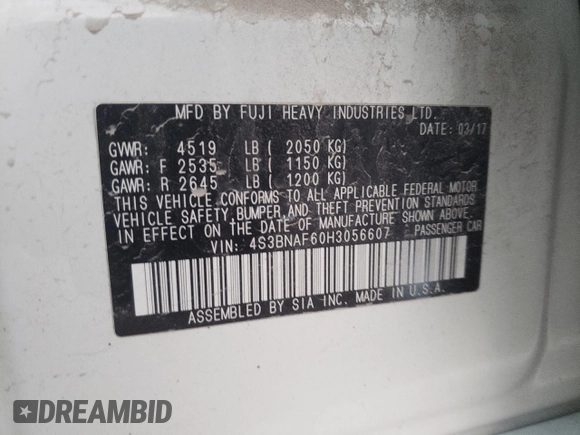 MFD BY FUJI HEAVY INDUSTRIES LTD.
DATE: 03/17
GVWR: 4519 LB ( 2050 KG)
GAWR: F 2535 LB ( 1150 KG)
GAWR: R 2645 LB ( 1200 KG)
THIS VEHICLE CONFORMS TO ALL APPLICABLE FEDERAL MOTOR
VEHICLE SAFETY, BUMPER, AND THEFT PREVENTION STANDARDS
IN EFFECT ON THE DATE OF MANUFACTURE SHOWN ABOVE.
VIN: 4S3BNAF60H3056607 PASSENGER CAR
ASSEMBLED BY SIA INC. MADE IN U.S.A.
DREAMBID